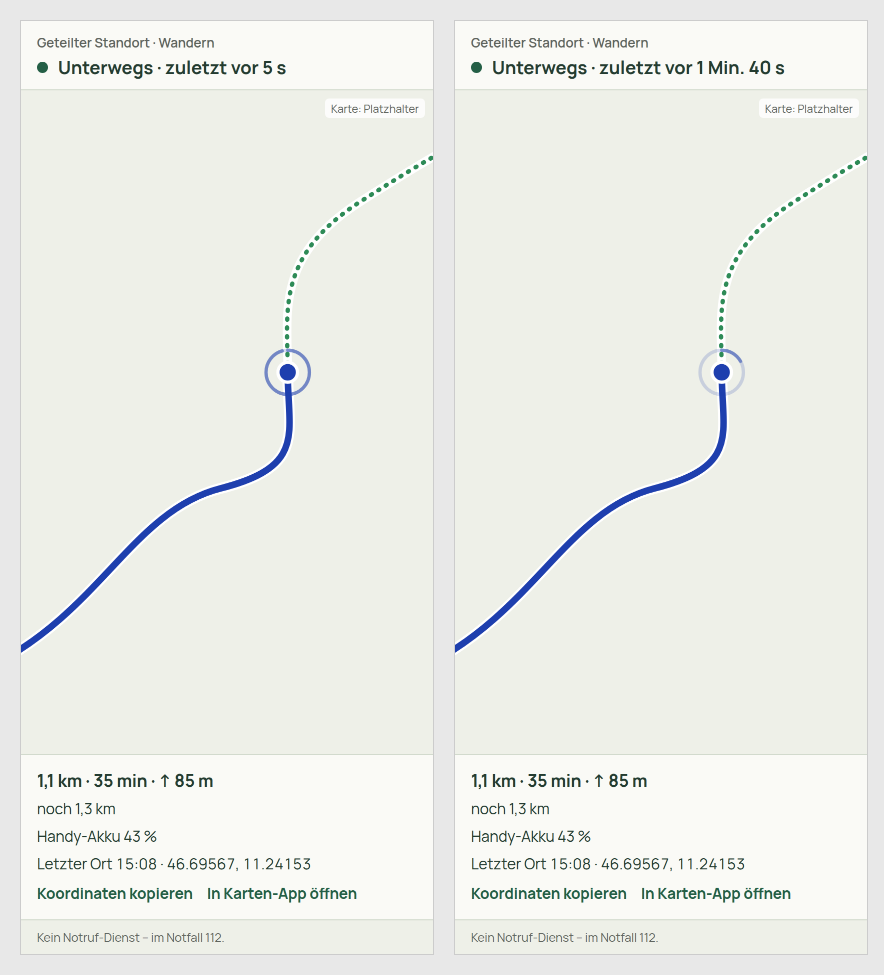 Geteilter Standort · Wandern
Unterwegs · zuletzt vor 5 s
Karte: Platzhalter
1,1 km · 35 min · ↑ 85 m
noch 1,3 km
Handy-Akku 43 %
Letzter Ort 15:08 · 46.69567, 11.24153
Koordinaten kopieren In Karten-App öffnen
Kein Notruf-Dienst – im Notfall 112.
Geteilter Standort · Wandern
Unterwegs · zuletzt vor 1 Min. 40 s
Karte: Platzhalter
1,1 km · 35 min · ↑ 85 m
noch 1,3 km
Handy-Akku 43 %
Letzter Ort 15:08 · 46.69567, 11.24153
Koordinaten kopieren In Karten-App öffnen
Kein Notruf-Dienst – im Notfall 112.